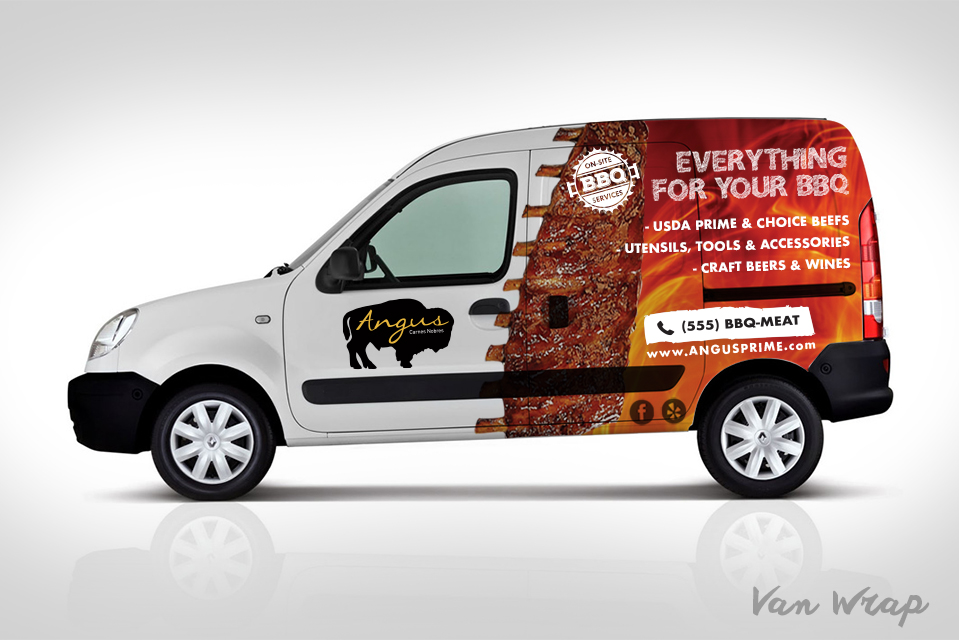 Angus
Carnes Nobres
ON-SITE
BBQ
SERVICES
EVERYTHING
FOR YOUR BBQ
- USDA PRIME & CHOICE BEEFS
- UTENSILS, TOOLS & ACCESSORIES
- CRAFT BEERS & WINES
(555) BBQ-MEAT
www.ANGUSPRIME.com
Van Wrap